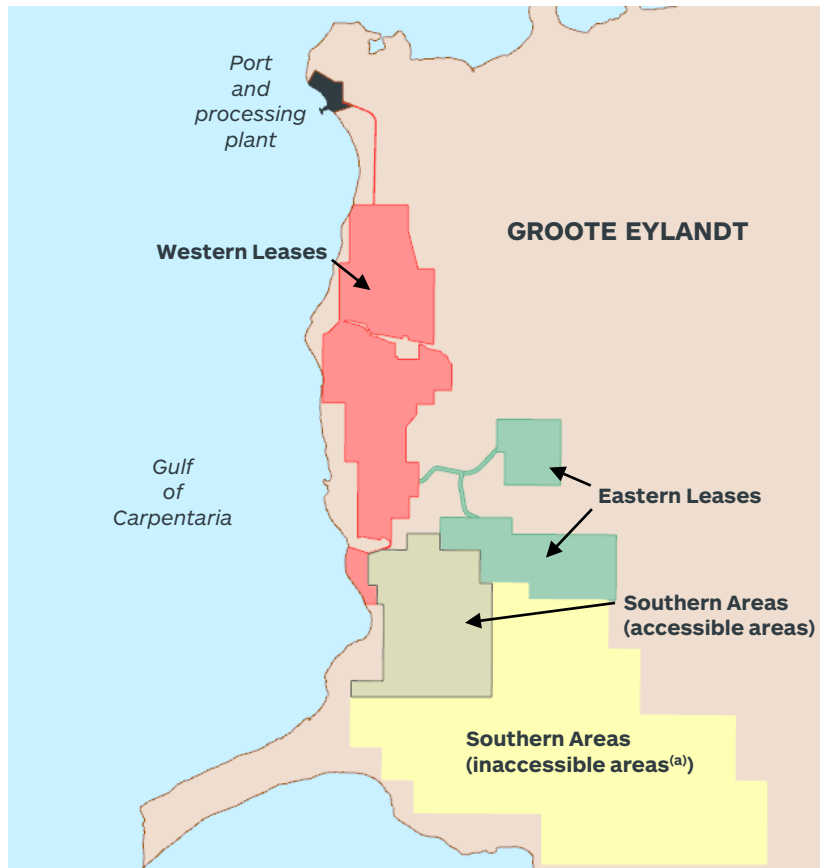 Port
and
processing
plant
GROOTE EYLANDT
Western Leases
Gulf
of
Carpentaria
Eastern Leases
Southern Areas
(accessible areas)
Southern Areas
(inaccessible areas(a))